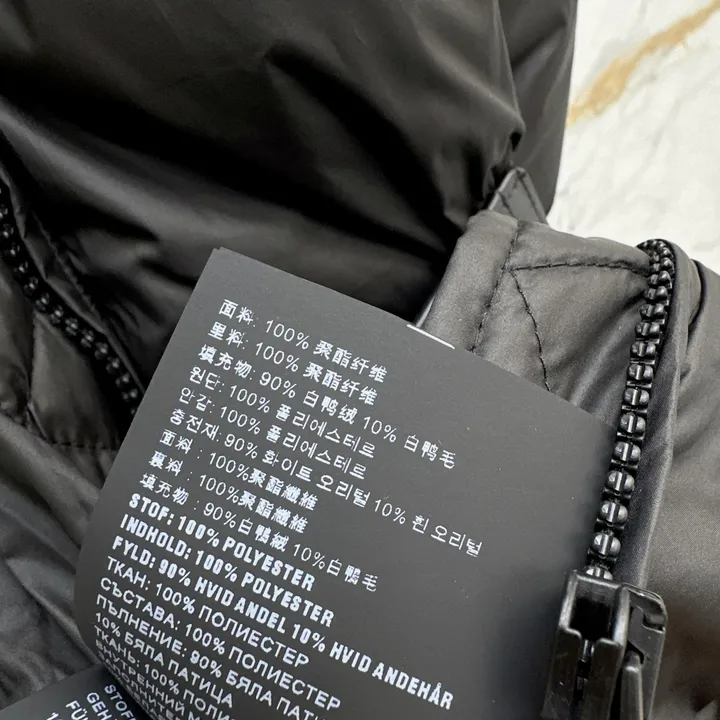 面料: 100% 聚酯纤维
里料: 100% 聚酯纤维
填充物: 90% 白鸭绒 10% 白鸭毛
원단: 100% 폴리에스테르
안감: 100% 폴리에스테르
충전재: 90% 화이트 오리털 10% 흰 오리털
面料 : 100%聚酯纖維
裏料 : 100%聚酯纖維
填充物 : 90%白鴨絨 10%白鴨毛
STOF: 100% POLYESTER
INDHOLD: 100% POLYESTER
FYLD: 90% HVID ANDEL 10% HVID ANDEHÅR
ТКАН: 100% ПОЛИЕСТЕР
СЪСТАВА: 100% ПОЛИЕСТЕР
ПЪЛНЕНИЕ: 90% БЯЛА ПАТИЦА
10% БЯЛА ПАТИЦА
ТКАНЬ: 100%
STOF
GEH
FÜ